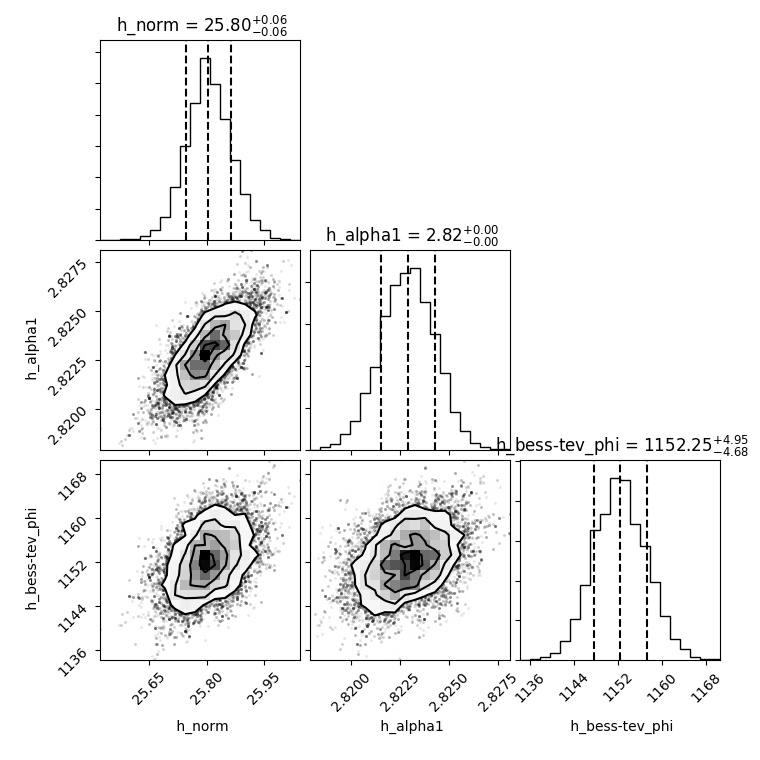 h_norm = 25.80+0.06−0.06
h_alpha1 = 2.82+0.00−0.00
h_alpha1
2.8275
2.8250
2.8225
2.8200
h_bess-tev_phi = 1152.25+4.95−4.68
h_bess-tev_phi
1168
1160
1152
1144
1136
25.65
25.80
25.95
2.8200
2.8225
2.8250
2.8275
1136
1144
1152
1160
1168
h_norm
h_alpha1
h_bess-tev_phi